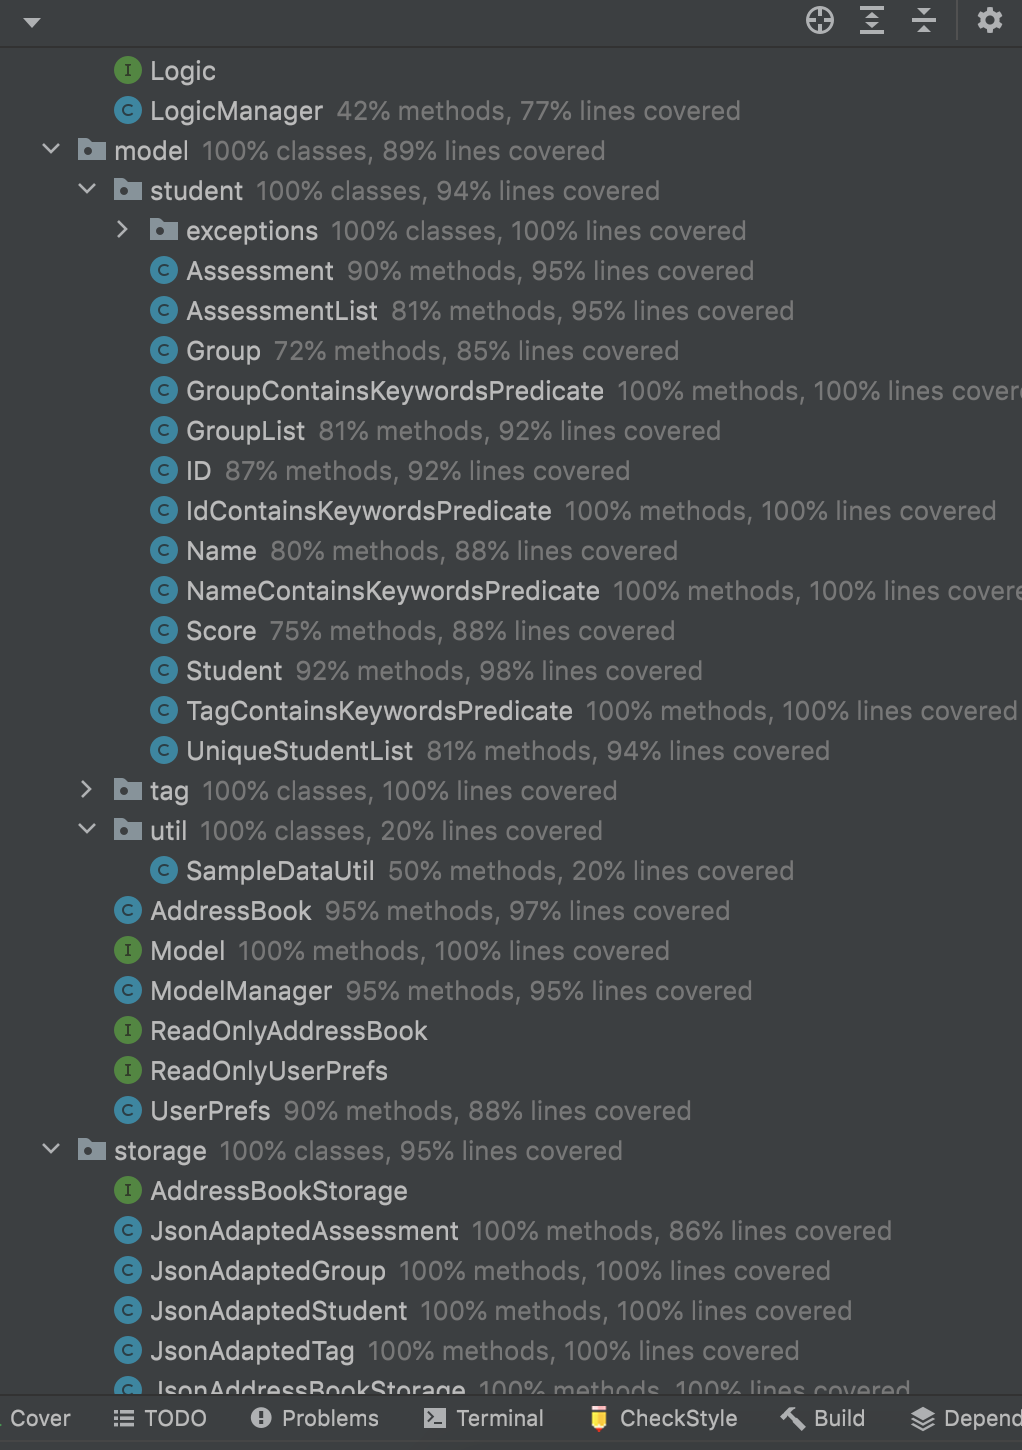 Logic
LogicManager 42% methods, 77% lines covered
model 100% classes, 89% lines covered
student 100% classes, 94% lines covered
exceptions 100% classes, 100% lines covered
Assessment 90% methods, 95% lines covered
AssessmentList 81% methods, 95% lines covered
Group 72% methods, 85% lines covered
GroupContainsKeywordsPredicate 100% methods, 100% lines cover
GroupList 81% methods, 92% lines covered
ID 87% methods, 92% lines covered
IdContainsKeywordsPredicate 100% methods, 100% lines covered
Name 80% methods, 88% lines covered
NameContainsKeywordsPredicate 100% methods, 100% lines covere
Score 75% methods, 88% lines covered
Student 92% methods, 98% lines covered
TagContainsKeywordsPredicate 100% methods, 100% lines covered
UniqueStudentList 81% methods, 94% lines covered
tag 100% classes, 100% lines covered
util 100% classes, 20% lines covered
SampleDataUtil 50% methods, 20% lines covered
AddressBook 95% methods, 97% lines covered
Model 100% methods, 100% lines covered
ModelManager 95% methods, 95% lines covered
ReadOnlyAddressBook
ReadOnlyUserPrefs
UserPrefs 90% methods, 88% lines covered
storage 100% classes, 95% lines covered
AddressBookStorage
JsonAdaptedAssessment 100% methods, 86% lines covered
JsonAdaptedGroup 100% methods, 100% lines covered
JsonAdaptedStudent 100% methods, 100% lines covered
JsonAdaptedTag 100% methods, 100% lines covered
JsonAddressBookStorage 100% methods, 100% lines covered
Cover TODO Problems Terminal CheckStyle Build Depend